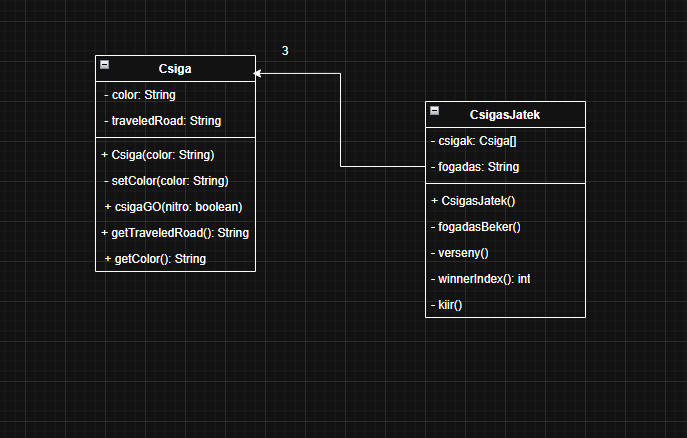 3
Csiga
- color: String
- traveledRoad: String
+ Csiga(color: String)
- setColor(color: String)
+ csigaGO(nitro: boolean)
+ getTraveledRoad(): String
+ getColor(): String
CsigasJatek
- csigak: Csiga[]
- fogadas: String
+ CsigasJatek()
- fogadasBeker()
- verseny()
- winnerIndex(): int
- kiir()